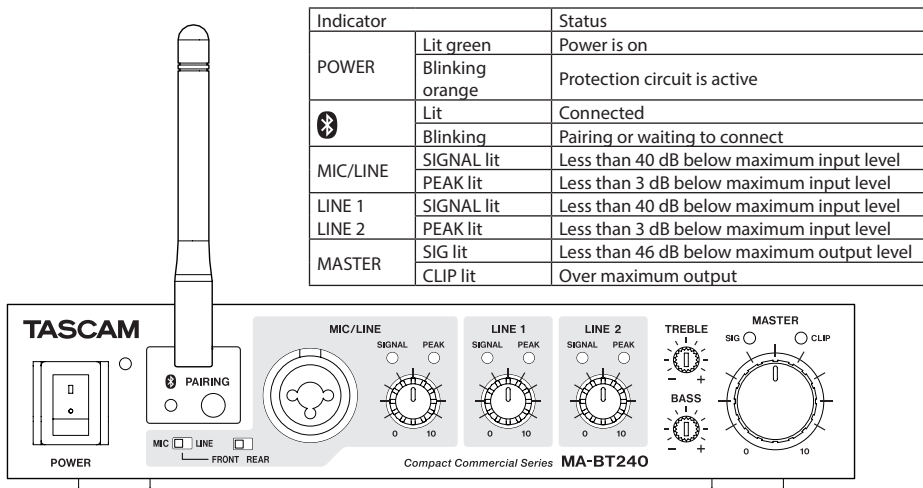 Indicator Status
POWER Lit green Power is on
Blinking orange Protection circuit is active
Lit Connected
Blinking Pairing or waiting to connect
MIC/LINE SIGNAL lit Less than 40 dB below maximum input level
PEAK lit Less than 3 dB below maximum input level
LINE 1 SIGNAL lit Less than 40 dB below maximum input level
LINE 2 PEAK lit Less than 3 dB below maximum input level
MASTER SIG lit Less than 46 dB below maximum output level
CLIP lit Over maximum output
TASCAM
POWER
PAIRING
MIC LINE
FRONT REAR
MIC/LINE
SIGNAL PEAK
0 10
LINE 1
SIGNAL PEAK
0 10
LINE 2
SIGNAL PEAK
0 10
TREBLE
- +
BASS
- +
MASTER
SIG CLIP
0 10
Compact Commercial Series MA-BT240